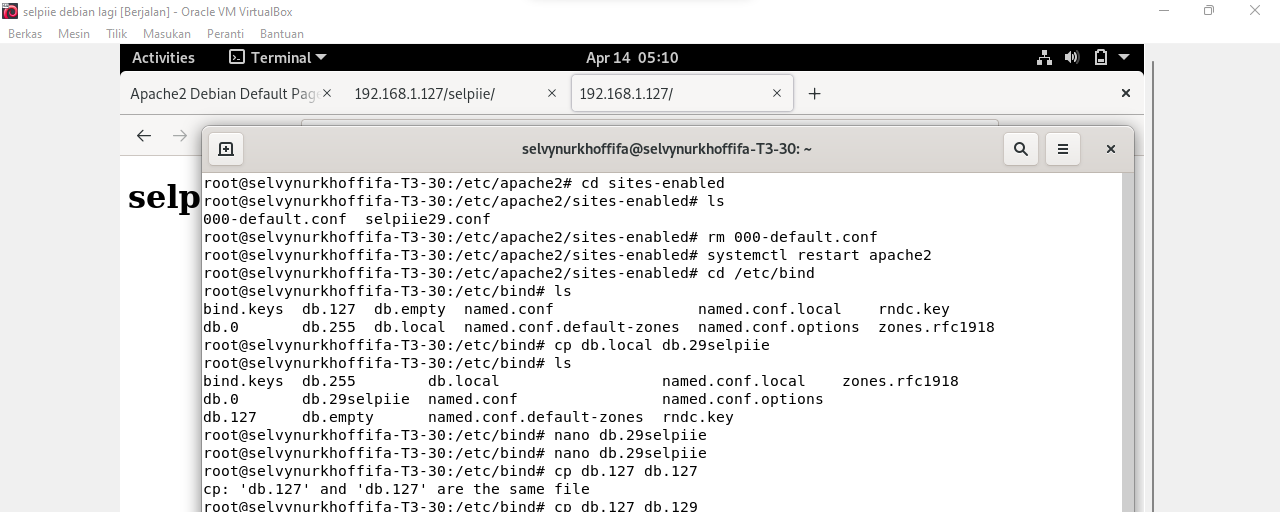 selpiie debian lagi [Berjalan] - Oracle VM VirtualBox
Berkas Mesin Tilik Masukan Peranti Bantuan
Activities Terminal Apr 14 05:10
Apache2 Debian Default Page 192.168.1.127/selpiie/ 192.168.1.127/
selvynurkhoffifa@selvynurkhoffifa-T3-30: ~
selp
root@selvynurkhoffifa-T3-30:/etc/apache2# cd sites-enabled
root@selvynurkhoffifa-T3-30:/etc/apache2/sites-enabled# ls
000-default.conf  selpiie29.conf
root@selvynurkhoffifa-T3-30:/etc/apache2/sites-enabled# rm 000-default.conf
root@selvynurkhoffifa-T3-30:/etc/apache2/sites-enabled# systemctl restart apache2
root@selvynurkhoffifa-T3-30:/etc/apache2/sites-enabled# cd /etc/bind
root@selvynurkhoffifa-T3-30:/etc/bind# ls
bind.keys  db.127  db.empty  named.conf                named.conf.local    rndc.key
db.0       db.255  db.local  named.conf.default-zones  named.conf.options  zones.rfc1918
root@selvynurkhoffifa-T3-30:/etc/bind# cp db.local db.29selpiie
root@selvynurkhoffifa-T3-30:/etc/bind# ls
bind.keys  db.255        db.local                  named.conf.local    zones.rfc1918
db.0       db.29selpiie  named.conf                named.conf.options
db.127     db.empty      named.conf.default-zones  rndc.key
root@selvynurkhoffifa-T3-30:/etc/bind# nano db.29selpiie
root@selvynurkhoffifa-T3-30:/etc/bind# nano db.29selpiie
root@selvynurkhoffifa-T3-30:/etc/bind# cp db.127 db.127
cp: 'db.127' and 'db.127' are the same file
root@selvynurkhoffifa-T3-30:/etc/bind# cp db.127 db.129